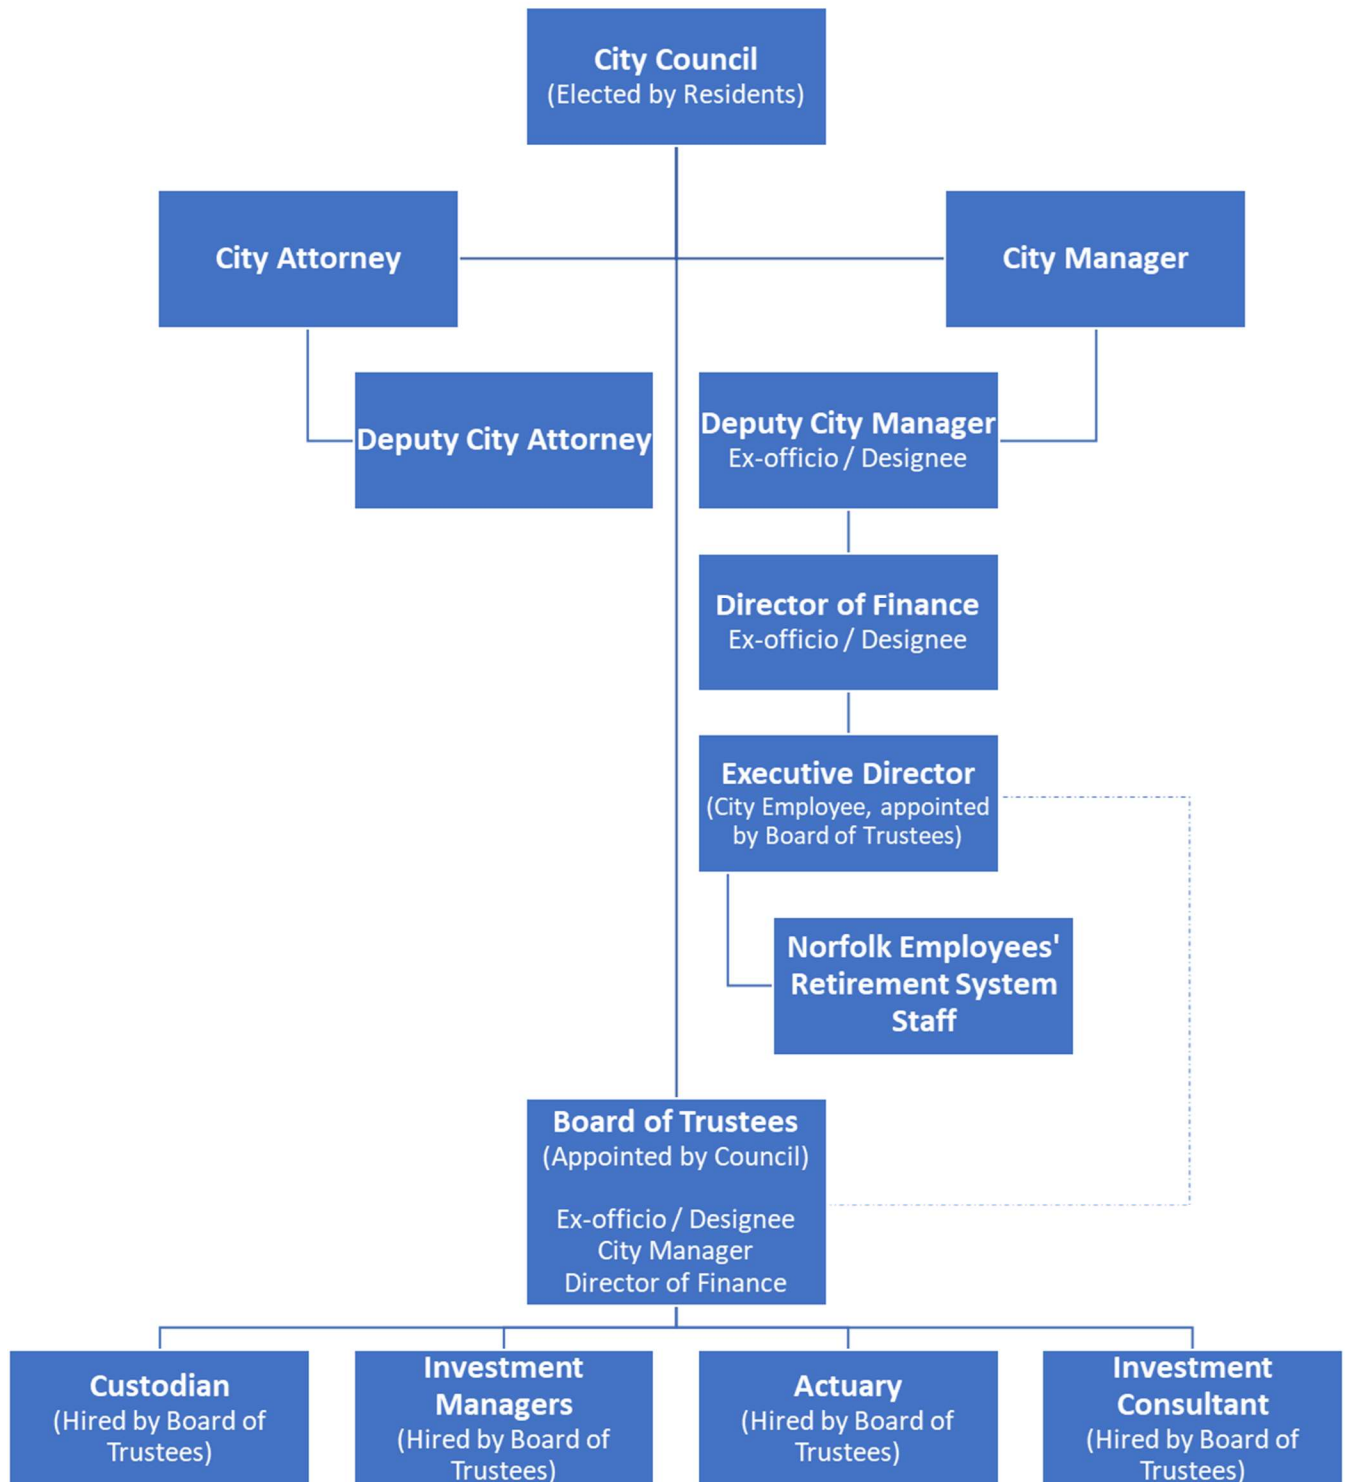 City Council
(Elected by Residents)
City Attorney
City Manager
Deputy City Attorney
Deputy City Manager
Ex-officio / Designee
Director of Finance
Ex-officio / Designee
Executive Director
(City Employee, appointed
by Board of Trustees)
Norfolk Employees'
Retirement System
Staff
Board of Trustees
(Appointed by Council)
Ex-officio / Designee
City Manager
Director of Finance
Custodian
(Hired by Board of
Trustees)
Investment
Managers
(Hired by Board of
Trustees)
Actuary
(Hired by Board of
Trustees)
Investment
Consultant
(Hired by Board of
Trustees)